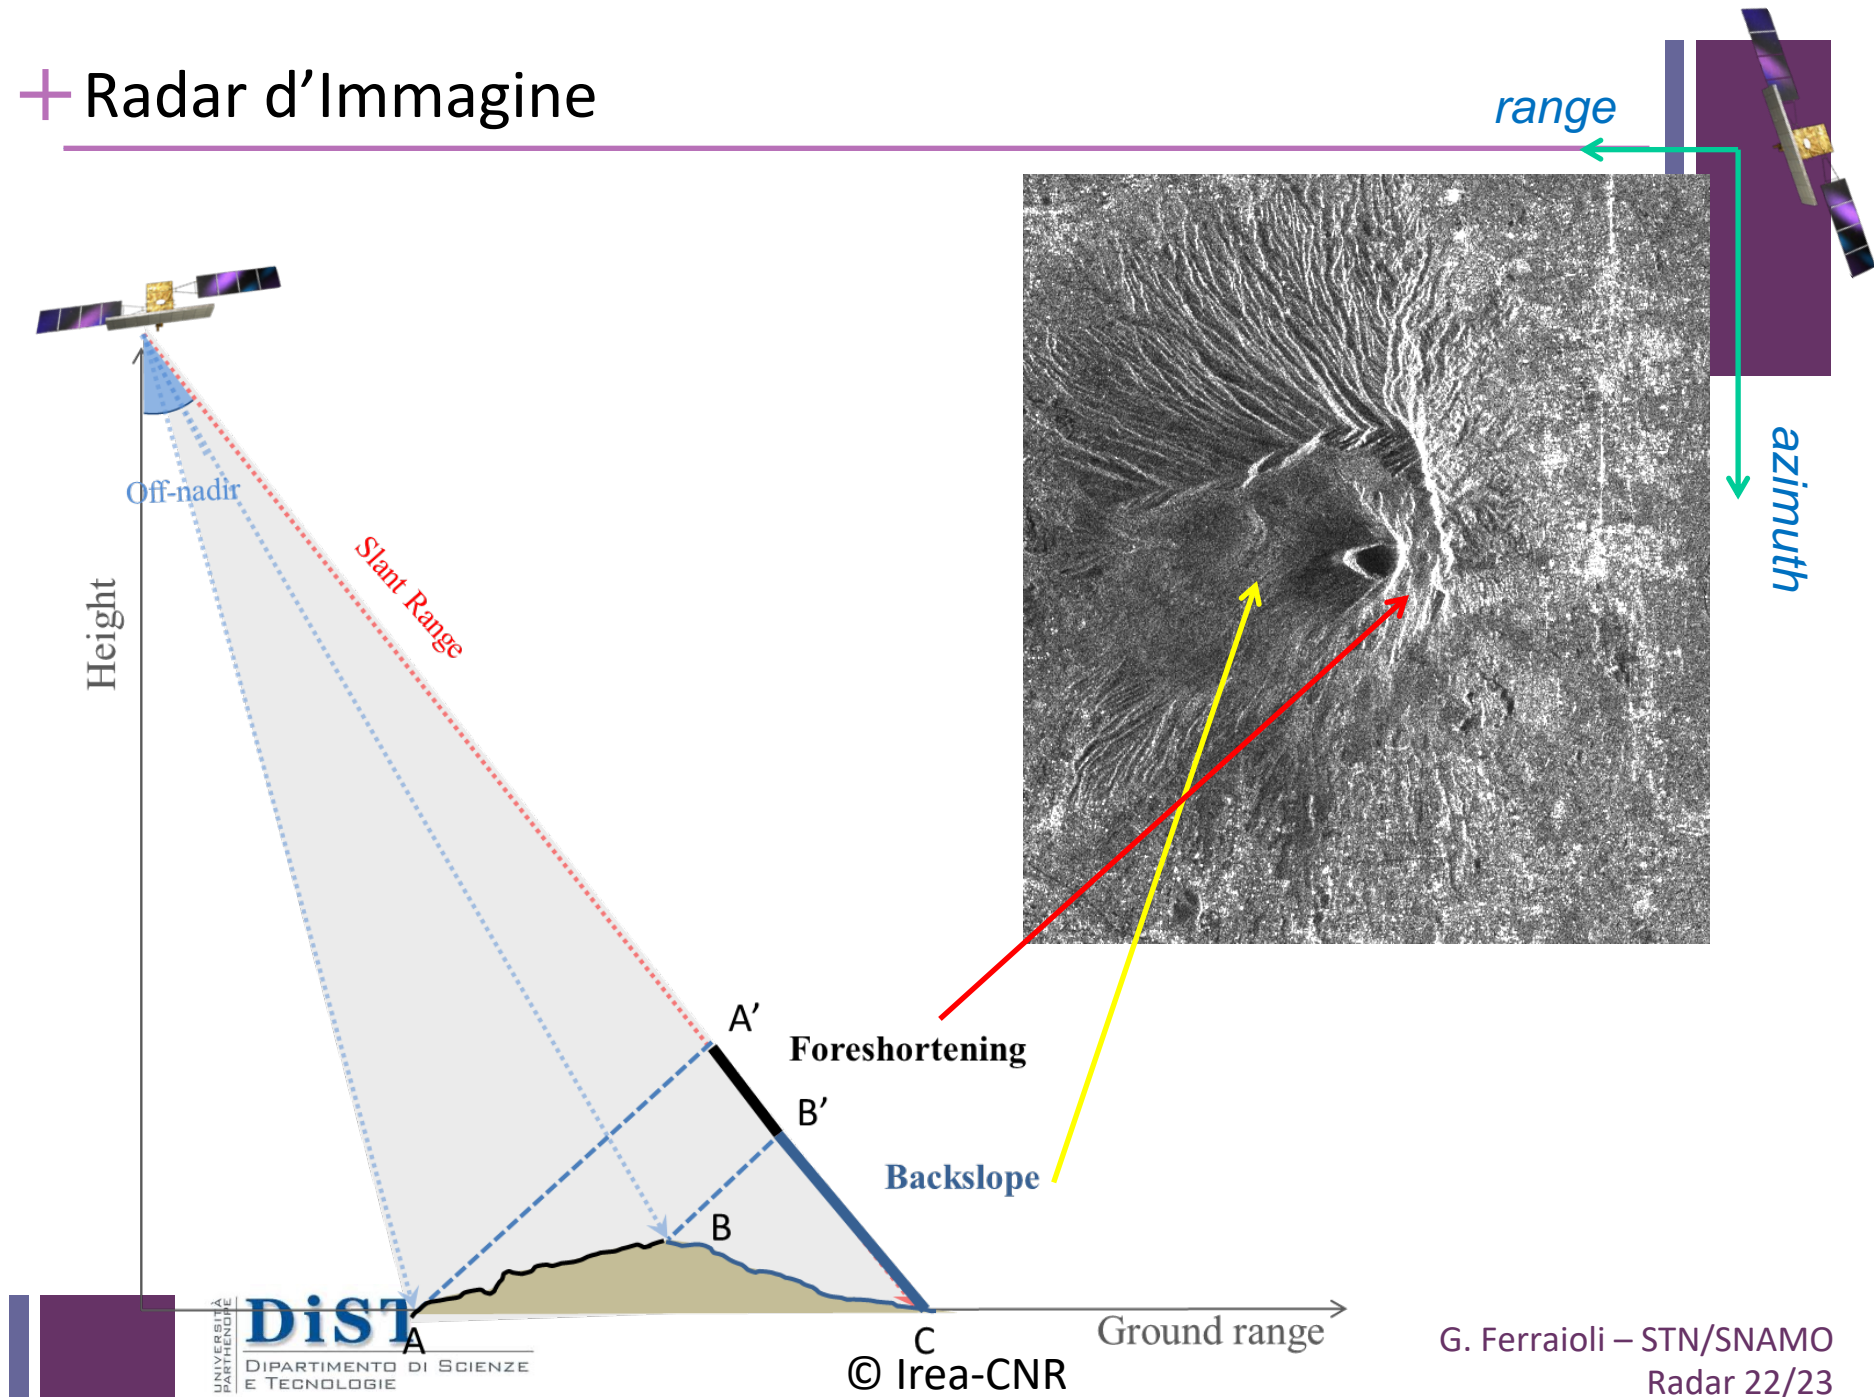 Radar d’Immagine
range
azimuth
Off-nadir
Slant Range
Height
A’
Foreshortening
B’
Backslope
B
A
C
Ground range
UNIVERSITÀ
PARTHENOPE
DiST
DIPARTIMENTO DI SCIENZE
E TECNOLOGIE
© Irea-CNR
G. Ferraioli – STN/SNAMO
Radar 22/23